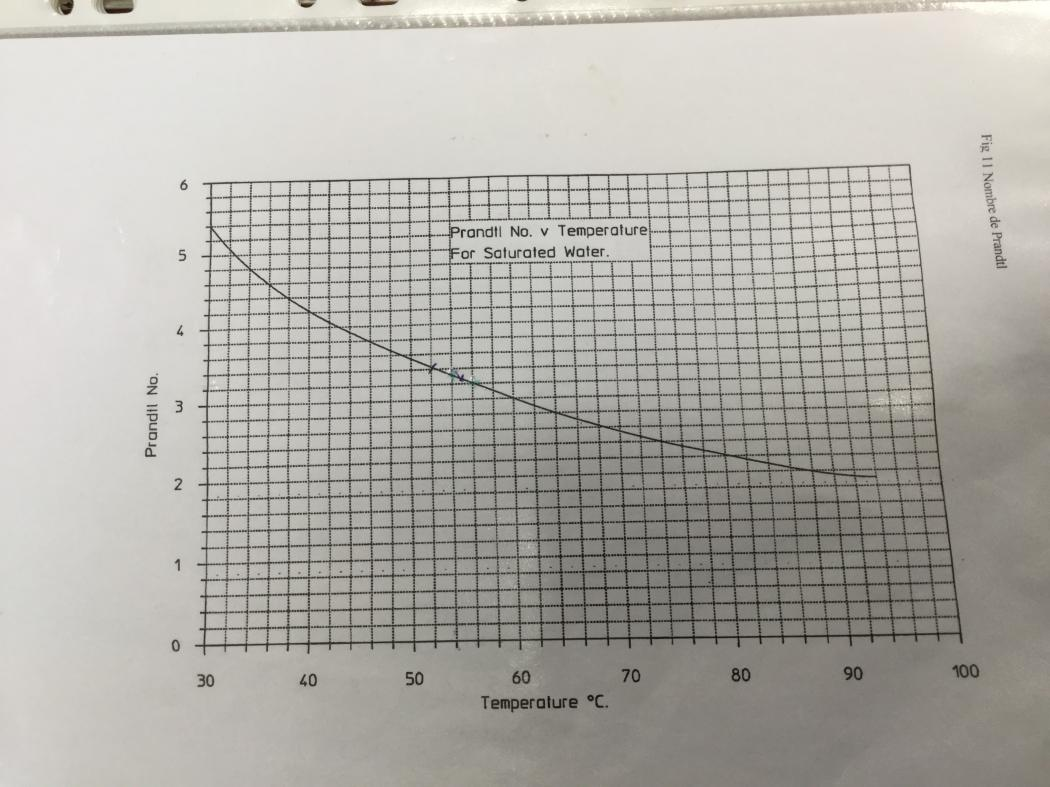 Fig 11 Nombre de Prandtl
Prandtl No. v Temperature
For Saturated Water.
Prandtl No.
6
5
4
3
2
1
0
30 40 50 60 70 80 90 100
Temperature °C.